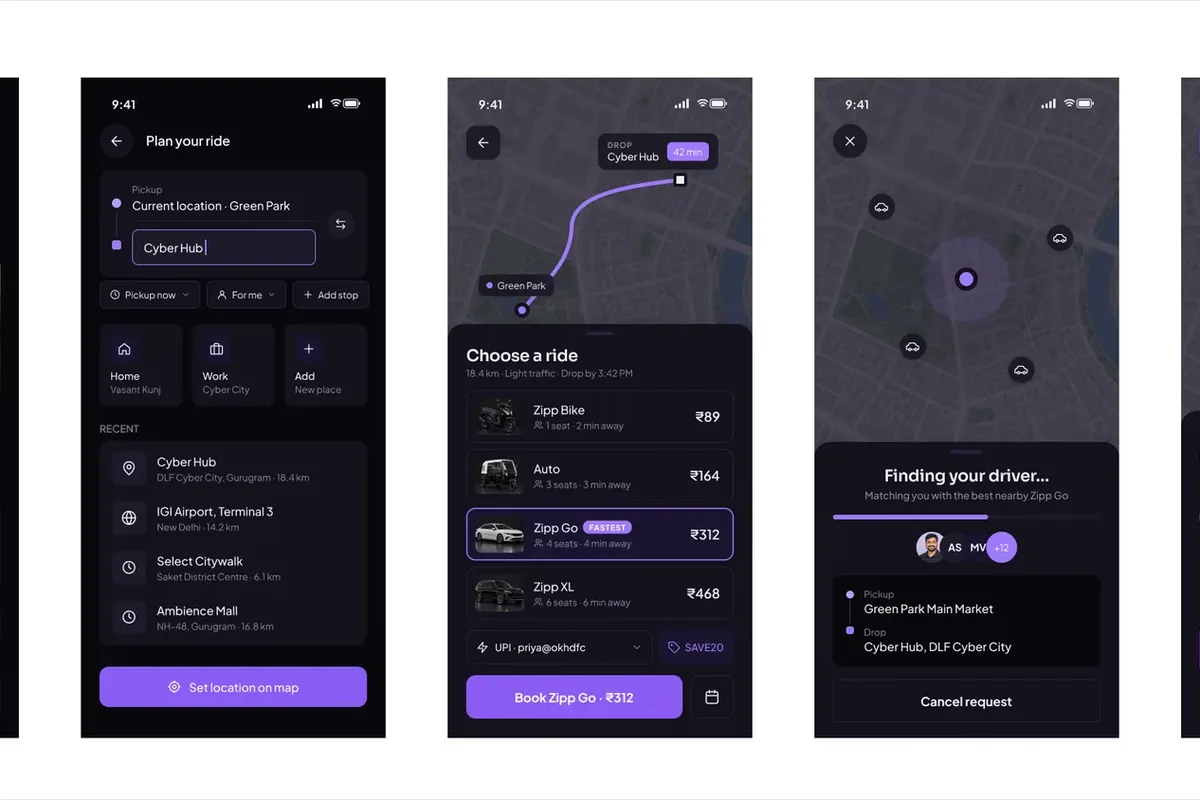 9:41
Plan your ride
Pickup
Current location · Green Park
Cyber Hub
Pickup now
For me
Add stop
Home
Vasant Kunj
Work
Cyber City
Add
New place
RECENT
Cyber Hub
DLF Cyber City, Gurugram · 18.4 km
IGI Airport, Terminal 3
New Delhi · 14.2 km
Select Citywalk
Saket District Centre · 6.1 km
Ambience Mall
NH-48, Gurugram · 16.8 km
Set location on map
9:41
DROP
Cyber Hub
42 min
Green Park
Choose a ride
18.4 km · Light traffic · Drop by 3:42 PM
Zipp Bike
1 seat · 2 min away
₹89
Auto
3 seats · 3 min away
₹164
Zipp Go FASTEST
4 seats · 4 min away
₹312
Zipp XL
6 seats · 6 min away
₹468
UPI · priya@okhdfc
SAVE20
Book Zipp Go · ₹312
9:41
Finding your driver...
Matching you with the best nearby Zipp Go
AS MV +12
Pickup
Green Park Main Market
Drop
Cyber Hub, DLF Cyber City
Cancel request